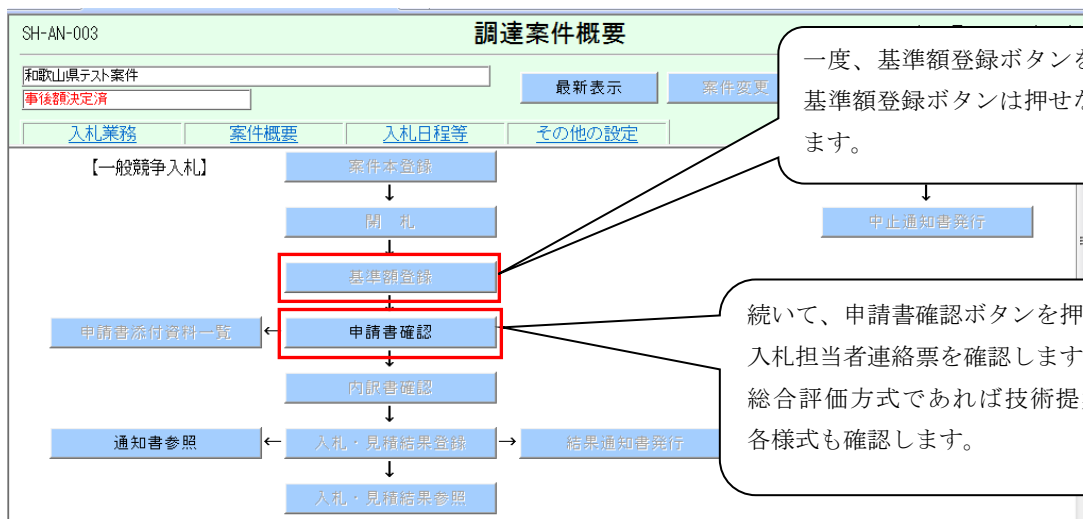 SH-AN-003
調達案件概要
和歌山県テスト案件
事後額決定済
最新表示
案件変更
入札業務
案件概要
入札日程等
その他の設定
【一般競争入札】
案件本登録
↓
開 札
中止通知書発行
基準額登録
申請書添付資料一覧
←
申請書確認
↓
内訳書確認
↓
通知書参照
←
入札・見積結果登録
→
結果通知書発行
↓
入札・見積結果参照
一度、基準額登録ボタンを
基準額登録ボタンは押せな
ます。
続いて、申請書確認ボタンを押
入札担当者連絡票を確認します
総合評価方式であれば技術提
各様式も確認します。